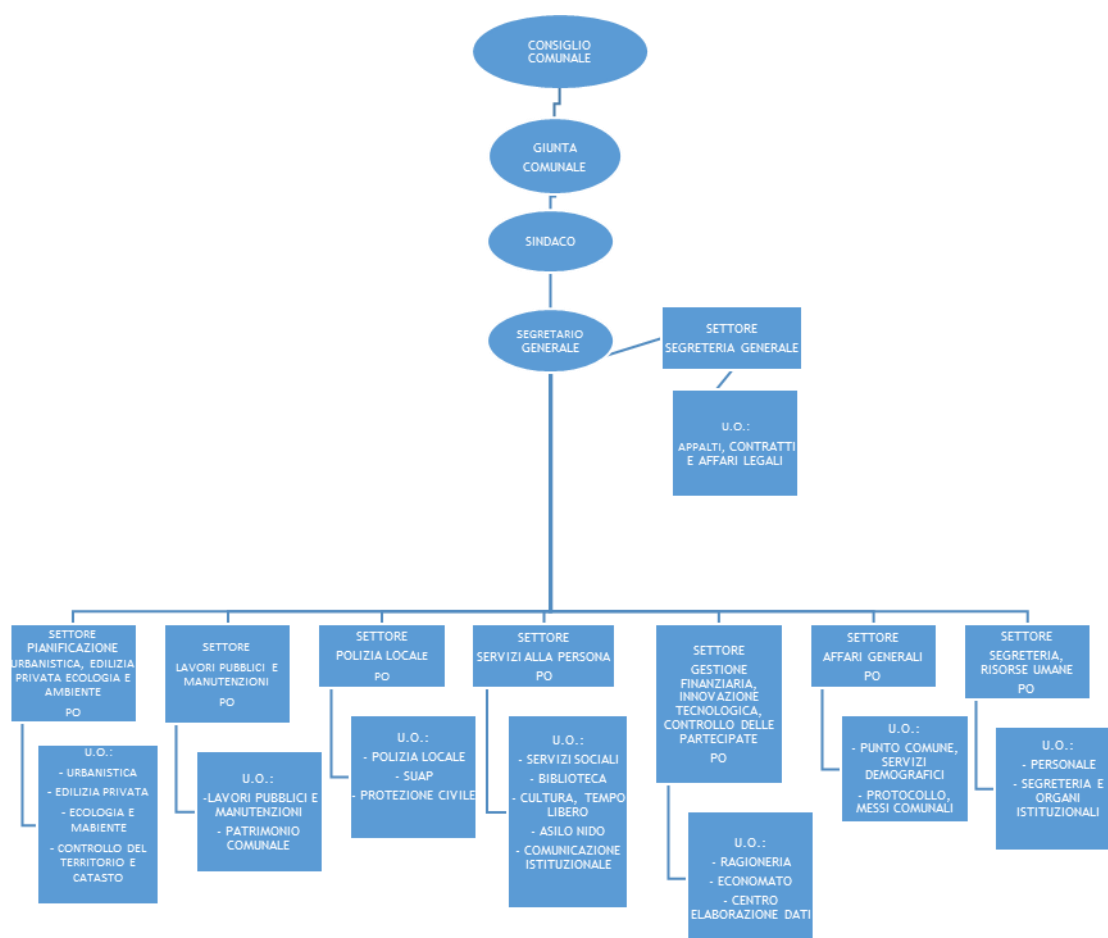 CONSIGLIO
COMUNALE
GIUNTA
COMUNALE
SINDACO
SEGRETARIO
GENERALE
SETTORE
SEGRETERIA GENERALE
U.O.:
APPALTI, CONTRATTI
E AFFARI LEGALI
SETTORE
PIANIFICAZIONE
URBANISTICA, EDILIZIA
PRIVATA ECOLOGIA E
AMBIENTE
PO
U.O.:
- URBANISTICA
- EDILIZIA PRIVATA
- ECOLOGIA E
MABIENTE
- CONTROLLO DEL
TERRITORIO E
CATASTO
SETTORE
LAVORI PUBBLICI E
MANUTENZIONI
PO
U.O.:
-LAVORI PUBBLICI E
MANUTENZIONI
- PATRIMONIO
COMUNALE
SETTORE
POLIZIA LOCALE
PO
U.O.:
- POLIZIA LOCALE
- SUAP
- PROTEZIONE CIVILE
SETTORE
SERVIZI ALLA PERSONA
PO
U.O.:
- SERVIZI SOCIALI
- BIBLIOTECA
- CULTURA, TEMPO
LIBERO
- ASILO NIDO
- COMUNICAZIONE
ISTITUZIONALE
SETTORE
GESTIONE
FINANZIARIA,
INNOVAZIONE
TECNOLOGICA,
CONTROLLO DELLE
PARTECIPATE
PO
U.O.:
- RAGIONERIA
- ECONOMATO
- CENTRO
ELABORAZIONE DATI
SETTORE
AFFARI GENERALI
PO
U.O.:
- PUNTO COMUNE,
SERVIZI
DEMOGRAFICI
- PROTOCOLLO,
MESSI COMUNALI
SETTORE
SEGRETERIA,
RISORSE UMANE
PO
U.O.:
- PERSONALE
- SEGRETERIA E
ORGANI
ISTITUZIONALI